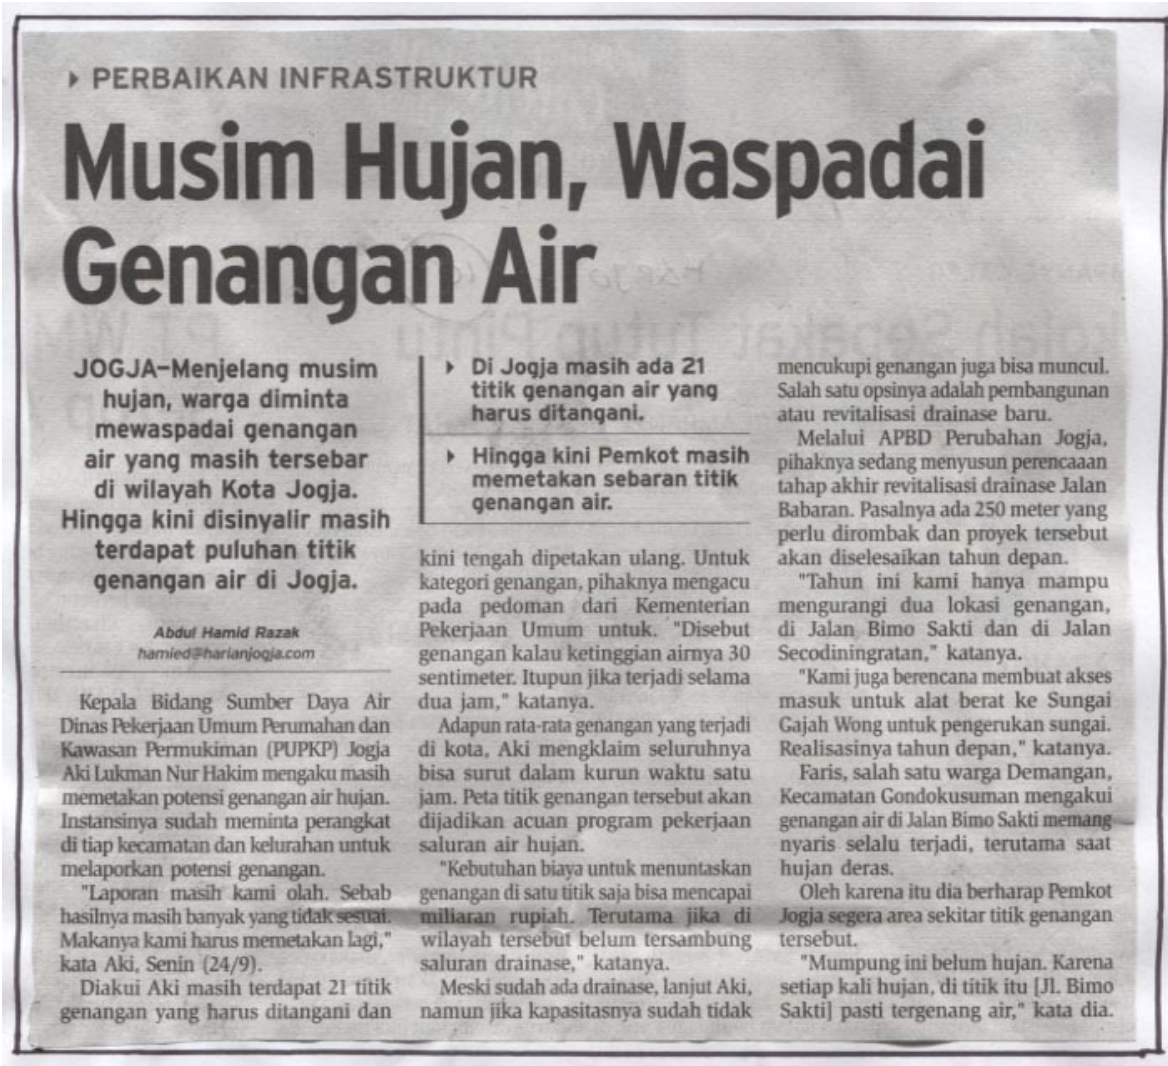 PERBAIKAN INFRASTRUKTUR
Musim Hujan, Waspadai
Genangan Air
JOGJA—Menjelang musim
hujan, warga diminta
mewaspadai genangan
air yang masih tersebar
di wilayah Kota Jogja.
Hingga kini disinyalir masih
terdapat puluhan titik
genangan air di Jogja.
Abdul Hamid Razak
hamied@harianjogja.com
Kepala Bidang Sumber Daya Air
Dinas Pekerjaan Umum Perumahan dan
Kawasan Permukiman (PUPKP) Jogja
Aki Lukman Nur Hakim mengaku masih
memetakan potensi genangan air hujan.
Instansinya sudah meminta perangkat
di tiap kecamatan dan kelurahan untuk
melaporkan potensi genangan.
"Laporan masih kami olah. Sebab
hasilnya masih banyak yang tidak sesuai.
Makanya kami harus memetakan lagi,"
kata Aki, Senin (24/9).
Diakui Aki masih terdapat 21 titik
genangan yang harus ditangani dan
Di Jogja masih ada 21
titik genangan air yang
harus ditangani.
Hingga kini Pemkot masih
memetakan sebaran titik
genangan air.
kini tengah dipetakan ulang. Untuk
kategori genangan, pihaknya mengacu
pada pedoman dari Kementerian
Pekerjaan Umum untuk. "Disebut
genangan kalau ketinggian airnya 30
sentimeter. Itupun jika terjadi selama
dua jam," katanya.
Adapun rata-rata genangan yang terjadi
di kota, Aki mengklaim seluruhnya
bisa surut dalam kurun waktu satu
jam. Peta titik genangan tersebut akan
dijadikan acuan program pekerjaan
saluran air hujan.
"Kebutuhan biaya untuk menuntaskan
genangan di satu titik saja bisa mencapai
miliaran rupiah. Terutama jika di
wilayah tersebut belum tersambung
saluran drainase," katanya.
Meski sudah ada drainase, lanjut Aki,
namun jika kapasitasnya sudah tidak
mencukupi genangan juga bisa muncul.
Salah satu opsinya adalah pembangunan
atau revitalisasi drainase baru.
Melalui APBD Perubahan Jogja,
pihaknya sedang menyusun perencaaan
tahap akhir revitalisasi drainase Jalan
Babaran. Pasalnya ada 250 meter yang
perlu dirombak dan proyek tersebut
akan diselesaikan tahun depan.
"Tahun ini kami hanya mampu
mengurangi dua lokasi genangan,
di Jalan Bimo Sakti dan di Jalan
Secodiningratan," katanya.
"Kami juga berencana membuat akses
masuk untuk alat berat ke Sungai
Gajah Wong untuk pengerukan sungai.
Realisasinya tahun depan," katanya.
Faris, salah satu warga Demangan,
Kecamatan Gondokusuman mengakui
genangan air di Jalan Bimo Sakti memang
nyaris selalu terjadi, terutama saat
hujan deras.
Oleh karena itu dia berharap Pemkot
Jogja segera area sekitar titik genangan
tersebut.
"Mumpung ini belum hujan. Karena
setiap kali hujan, di titik itu [Jl. Bimo
Sakti] pasti tergenang air," kata dia.